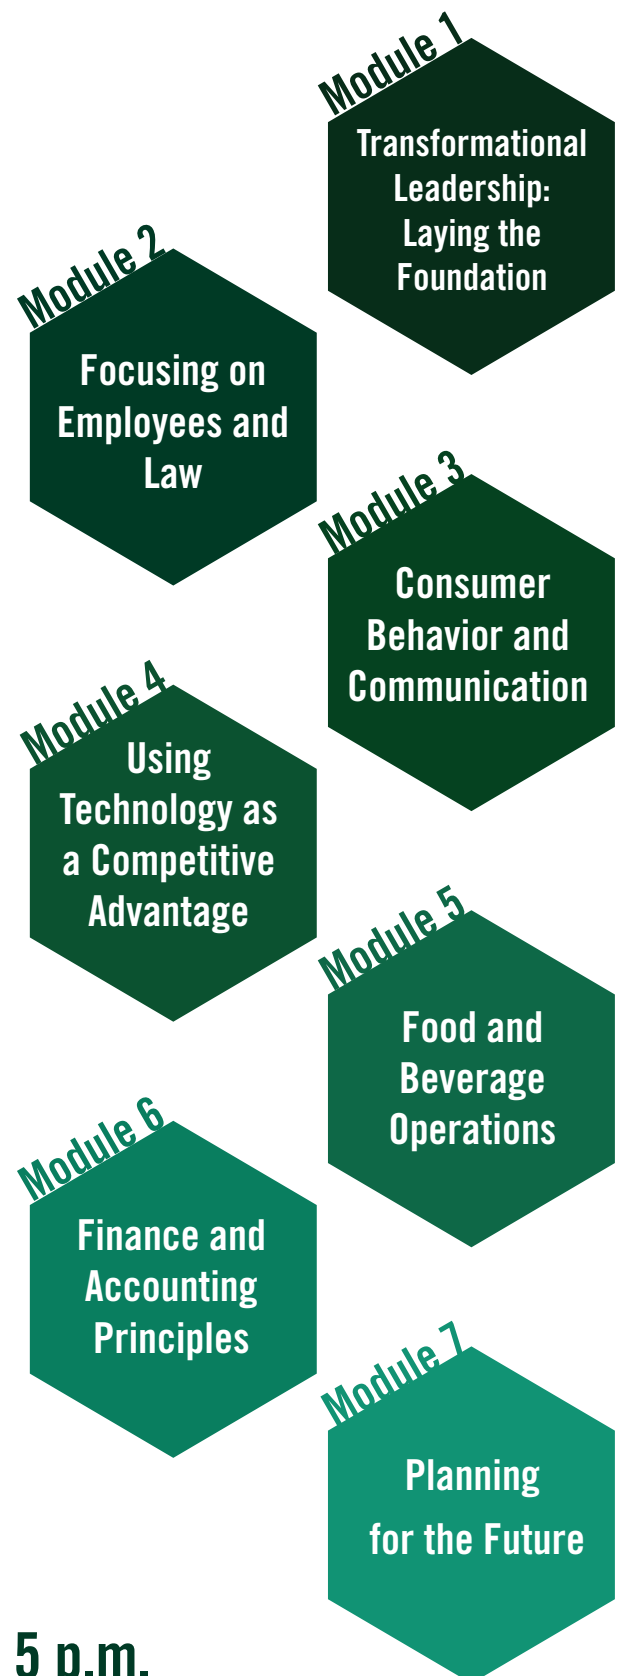 Module 1
Transformational
Leadership:
Laying the
Foundation
Module 2
Focusing on
Employees and
Law
Module 3
Consumer
Behavior and
Communication
Module 4
Using
Technology as
a Competitive
Advantage
Module 5
Food and
Beverage
Operations
Module 6
Finance and
Accounting
Principles
Module 7
Planning
for the Future
5 p.m.